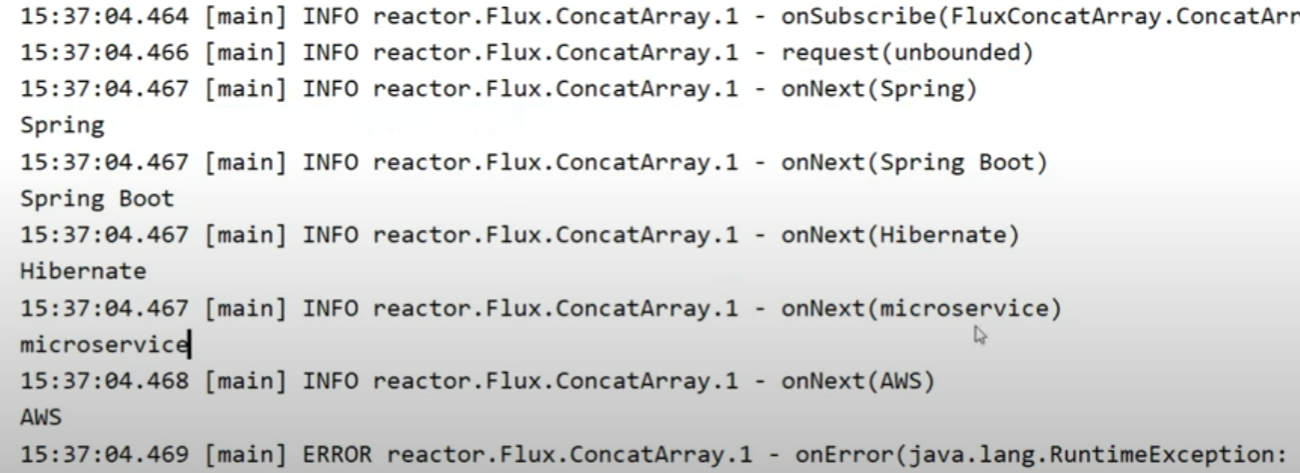 15:37:04.464 [main] INFO reactor.Flux.ConcatArray.1 - onSubscribe(FluxConcatArray.ConcatArr
15:37:04.466 [main] INFO reactor.Flux.ConcatArray.1 - request(unbounded)
15:37:04.467 [main] INFO reactor.Flux.ConcatArray.1 - onNext(Spring)
Spring
15:37:04.467 [main] INFO reactor.Flux.ConcatArray.1 - onNext(Spring Boot)
Spring Boot
15:37:04.467 [main] INFO reactor.Flux.ConcatArray.1 - onNext(Hibernate)
Hibernate
15:37:04.467 [main] INFO reactor.Flux.ConcatArray.1 - onNext(microservice)
microservice
15:37:04.468 [main] INFO reactor.Flux.ConcatArray.1 - onNext(AWS)
AWS
15:37:04.469 [main] ERROR reactor.Flux.ConcatArray.1 - onError(java.lang.RuntimeException: